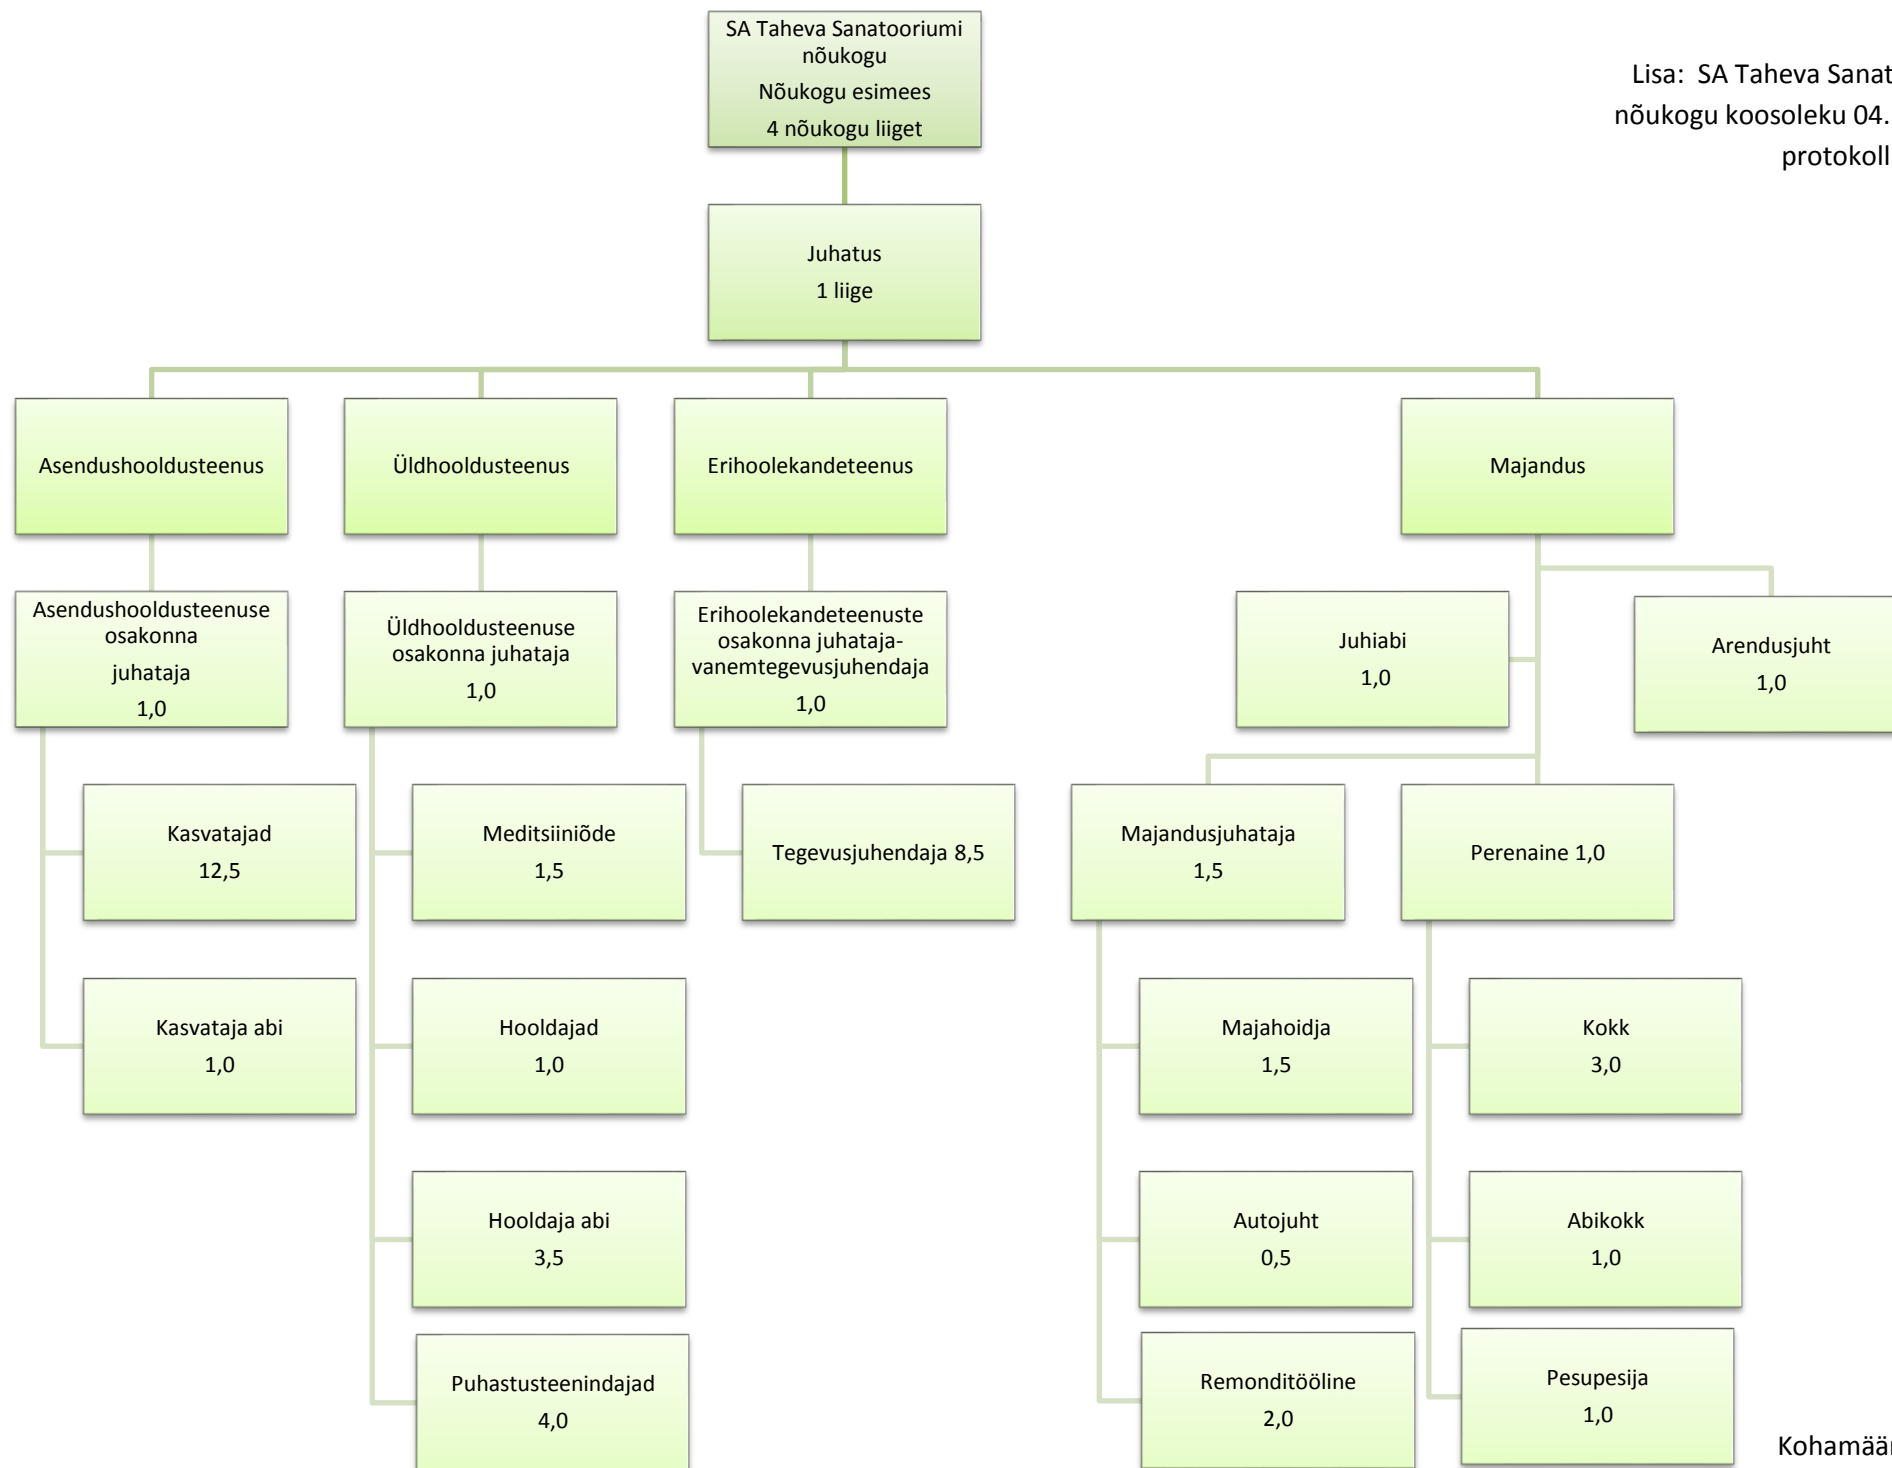 SA Taheva Sanatooriumi
nõukogu
Nõukogu esimees
4 nõukogu liiget
Lisa: SA Taheva
nõukogu koosoleku 04.
protokoll
Juhatus
1 liige
Asendushooldusteenus
Üldhooldusteenus
Erihoolekandeteenus
Majandus
Asendushooldusteenuse
osakonna
juhataja
1,0
Üldhooldusteenuse
osakonna juhataja
1,0
Erihoolekandeteenuste
osakonna juhataja-
vanemtegevusjuhendaja
1,0
Juhiabi
1,0
Arendusjuht
1,0
Kasvatajad
12,5
Meditsiiniõde
1,5
Tegevusjuhendaja 8,5
Majandusjuhataja
1,5
Perenaine 1,0
Kasvataja abi
1,0
Hooldajad
1,0
Majahoidja
1,5
Kokk
3,0
Hooldaja abi
3,5
Autojuht
0,5
Abikokk
1,0
Puhastusteenindajad
4,0
Remonditööline
2,0
Pesupesija
1,0